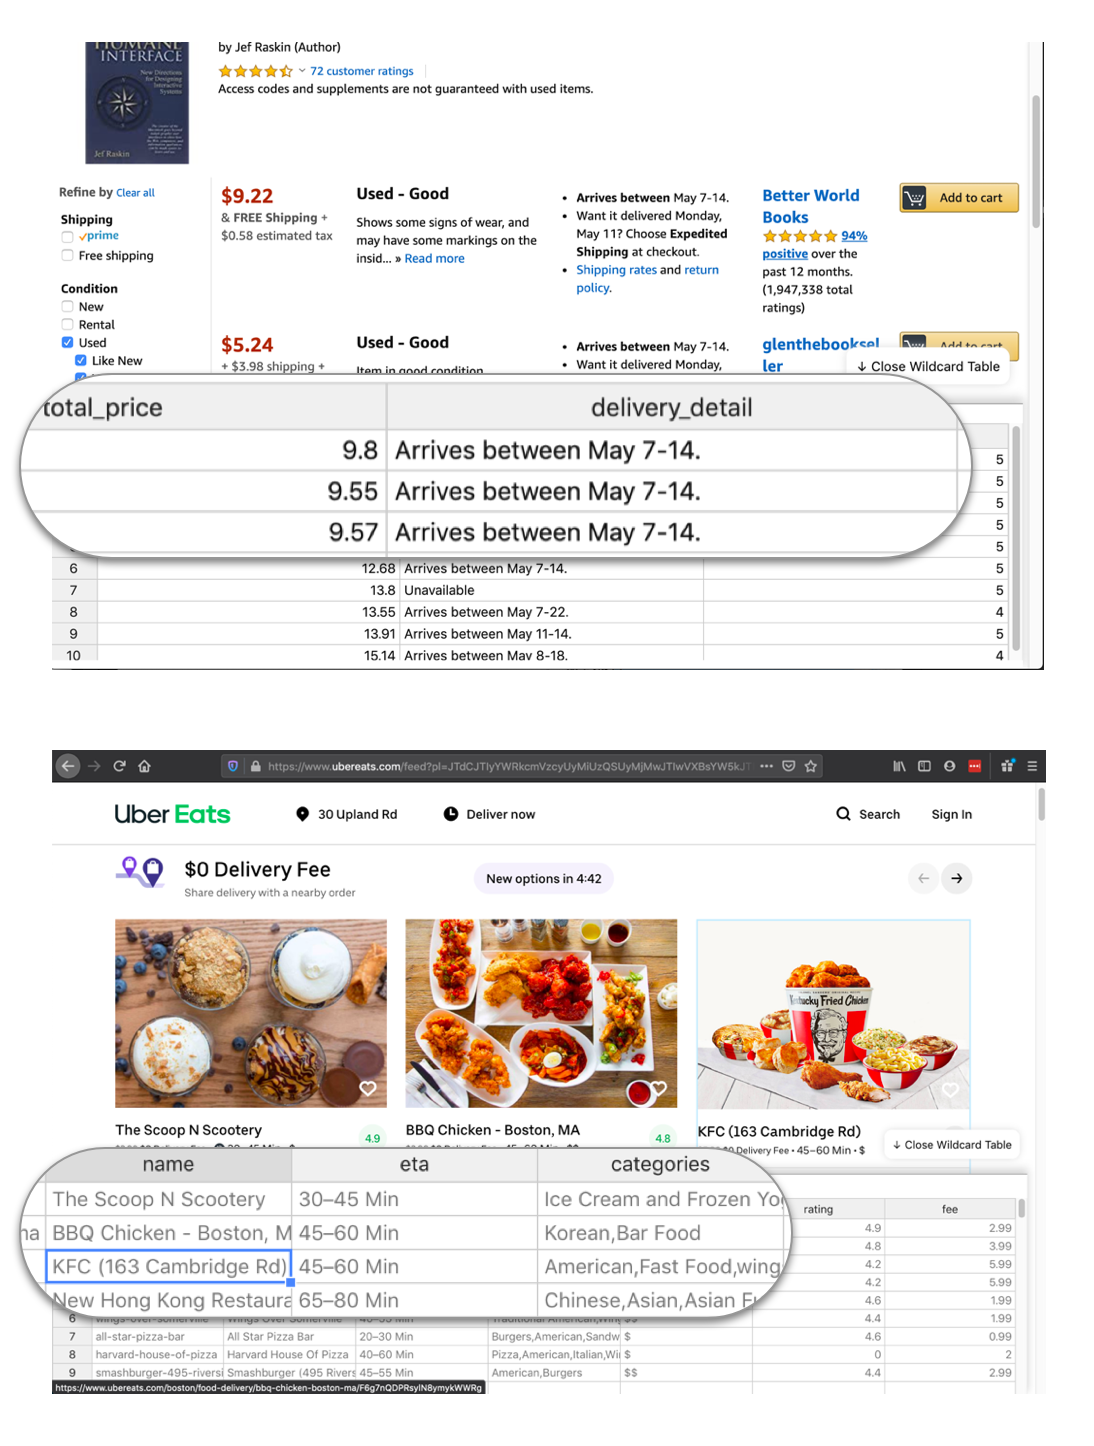 HUMANE
INTERFACE
New Directions
for Designing
Interactive
Systems
Jef Raskin
by Jef Raskin (Author)
72 customer ratings
Access codes and supplements are not guaranteed with used items.
Refine by Clear all
Shipping
prime
Free shipping
Condition
New
Rental
Used
Like New
$9.22
& FREE Shipping +
$0.58 estimated tax
Used - Good
Shows some signs of wear, and
may have some markings on the
insid... » Read more
• Arrives between May 7-14.
• Want it delivered Monday,
May 11? Choose Expedited
Shipping at checkout.
• Shipping rates and return
policy.
Better World
Books
94%
positive over the
past 12 months.
(1,947,338 total
ratings)
Add to cart
$5.24
+ $3.98 shipping +
Used - Good
Item in good condition
• Arrives between May 7-14.
• Want it delivered Monday,
glenthebooksel
ler
Add to cart
↓ Close Wildcard Table
total_price delivery_detail
9.8 Arrives between May 7-14. 5
9.55 Arrives between May 7-14. 5
9.57 Arrives between May 7-14. 5
5
5
6 12.68 Arrives between May 7-14. 5
7 13.8 Unavailable 5
8 13.55 Arrives between May 7-22. 4
9 13.91 Arrives between May 11-14. 5
10 15.14 Arrives between May 8-18. 4
Uber Eats
30 Upland Rd
Deliver now
Search
Sign In
$0 Delivery Fee
Share delivery with a nearby order
New options in 4:42
Kentucky Fried Chicken
The Scoop N Scootery
4.9
BBQ Chicken - Boston, MA
4.8
KFC (163 Cambridge Rd)
Delivery Fee • 45–60 Min • $
↓ Close Wildcard Table
name eta categories rating fee
The Scoop N Scootery 30–45 Min Ice Cream and Frozen Yo 4.9 2.99
na BBQ Chicken - Boston, M 45–60 Min Korean,Bar Food 4.8 3.99
KFC (163 Cambridge Rd) 45–60 Min American,Fast Food,wing 4.2 5.99
New Hong Kong Restaura 65–80 Min Chinese,Asian,Asian Fu 4.2 5.99
4.6 1.99
6 wings-over-somerville Wings Over Somerville Traditional American,Win $$ 4.4 1.99
7 all-star-pizza-bar All Star Pizza Bar 20–30 Min Burgers,American,Sandw $ 4.6 0.99
8 harvard-house-of-pizza Harvard House Of Pizza 40–60 Min Pizza,American,Italian,Wi $ 0 2
9 smashburger-495-riversi Smashburger (495 Rivers 45–55 Min American,Burgers $$ 4.4 2.99
https://www.ubereats.com/boston/food-delivery/bbq-chicken-boston-ma/F6g7nQDPRsyIN8ymykWWRg